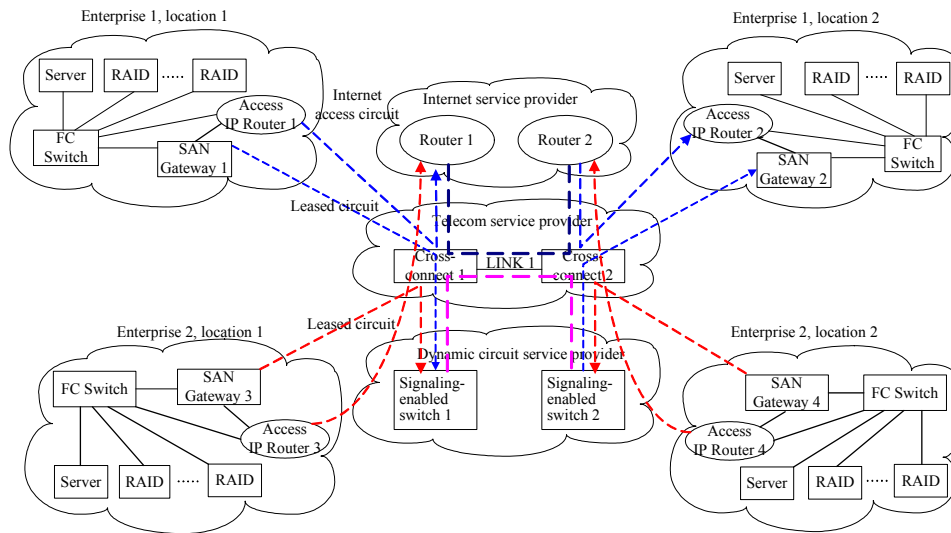 Enterprise 1, location 1
Server
RAID
.....
RAID
Access
IP Router 1
FC
Switch
SAN
Gateway 1
Internet
access circuit
Leased circuit
Internet service provider
Router 1
Router 2
Enterprise 1, location 2
Server
RAID
.....
RAID
Access
IP Router 2
FC
Switch
SAN
Gateway 2
Telecom service provider
Cross-
connect 1
LINK 1
Cross-
connect 2
Leased circuit
Enterprise 2, location 1
FC Switch
SAN
Gateway 3
Access
IP Router 3
Server
RAID
.....
RAID
Dynamic circuit service provider
Signaling-
enabled
switch 1
Signaling-
enabled
switch 2
Enterprise 2, location 2
SAN
Gateway 4
FC Switch
Access
IP Router 4
Server
RAID
.....
RAID